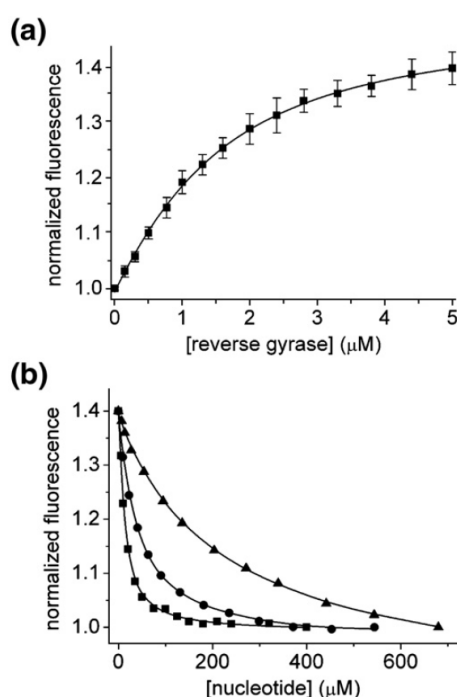 (a)
normalized fluorescence
1.4
1.3
1.2
1.1
1.0
0 1 2 3 4 5
[reverse gyrase] (µM)
(b)
normalized fluorescence
1.4
1.3
1.2
1.1
1.0
0 200 400 600
[nucleotide] (µM)